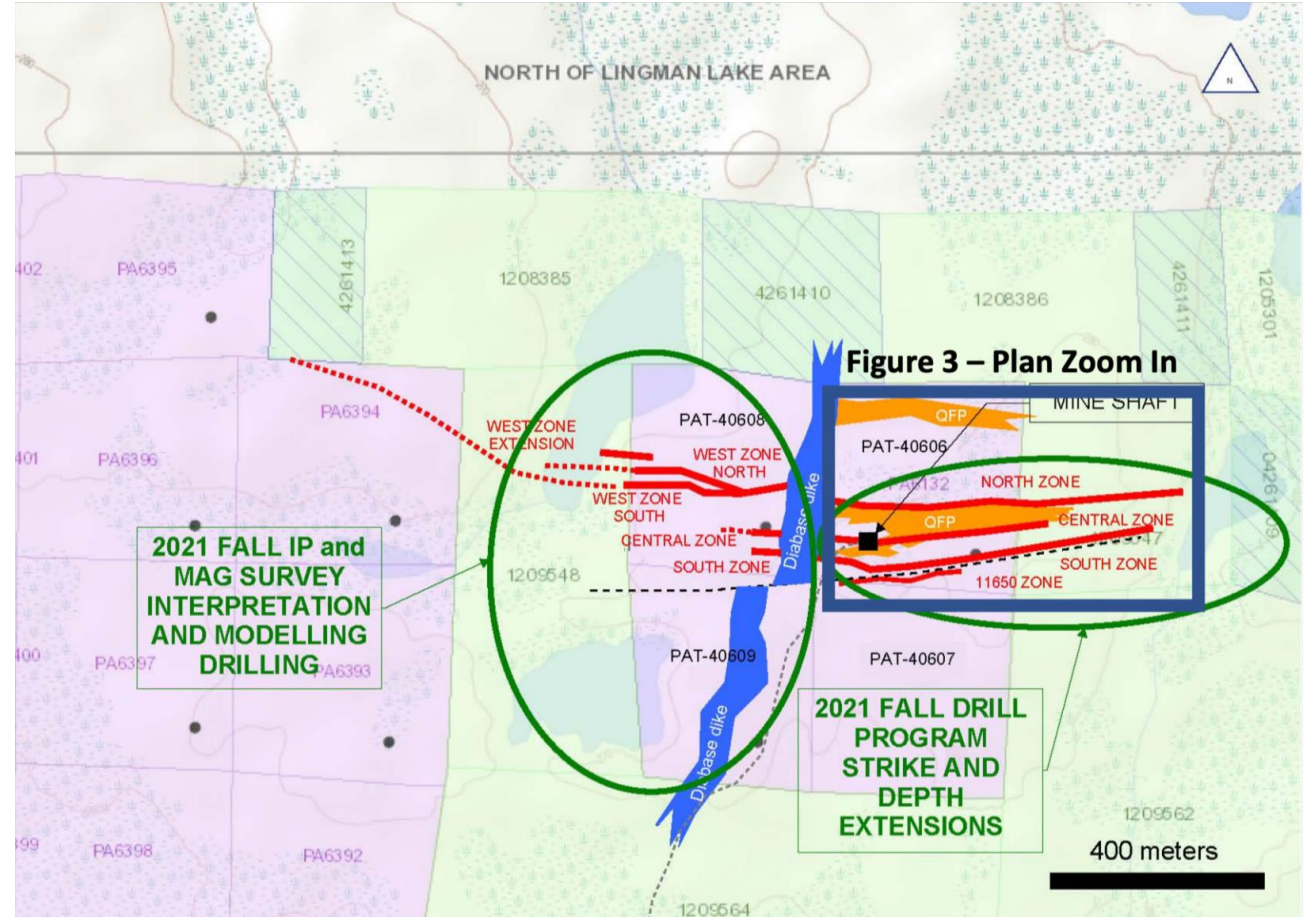 NORTH OF LINGMAN LAKE AREA
N
280
270
402
PA6395
4261413
1208385
4261410
1208386
4261411
1205301
Figure 3 – Plan Zoom In
MINE SHAFT
QFP
PA6394
PAT-40608
PAT-40606
WEST ZONE
EXTENSION
WEST ZONE
NORTH
401
PA6396
PA6132
NORTH ZONE
WEST ZONE
SOUTH
Diabase dike
QFP
CENTRAL ZONE
CENTRAL ZONE
SOUTH ZONE
SOUTH ZONE
11650 ZONE
2021 FALL IP and
MAG SURVEY
INTERPRETATION
AND MODELLING
DRILLING
1209548
400
PA6397
PA6393
PAT-40609
PAT-40607
Diabase dike
2021 FALL DRILL
PROGRAM
STRIKE AND
DEPTH
EXTENSIONS
1209562
399
PA6398
PA6392
400 meters
1209564